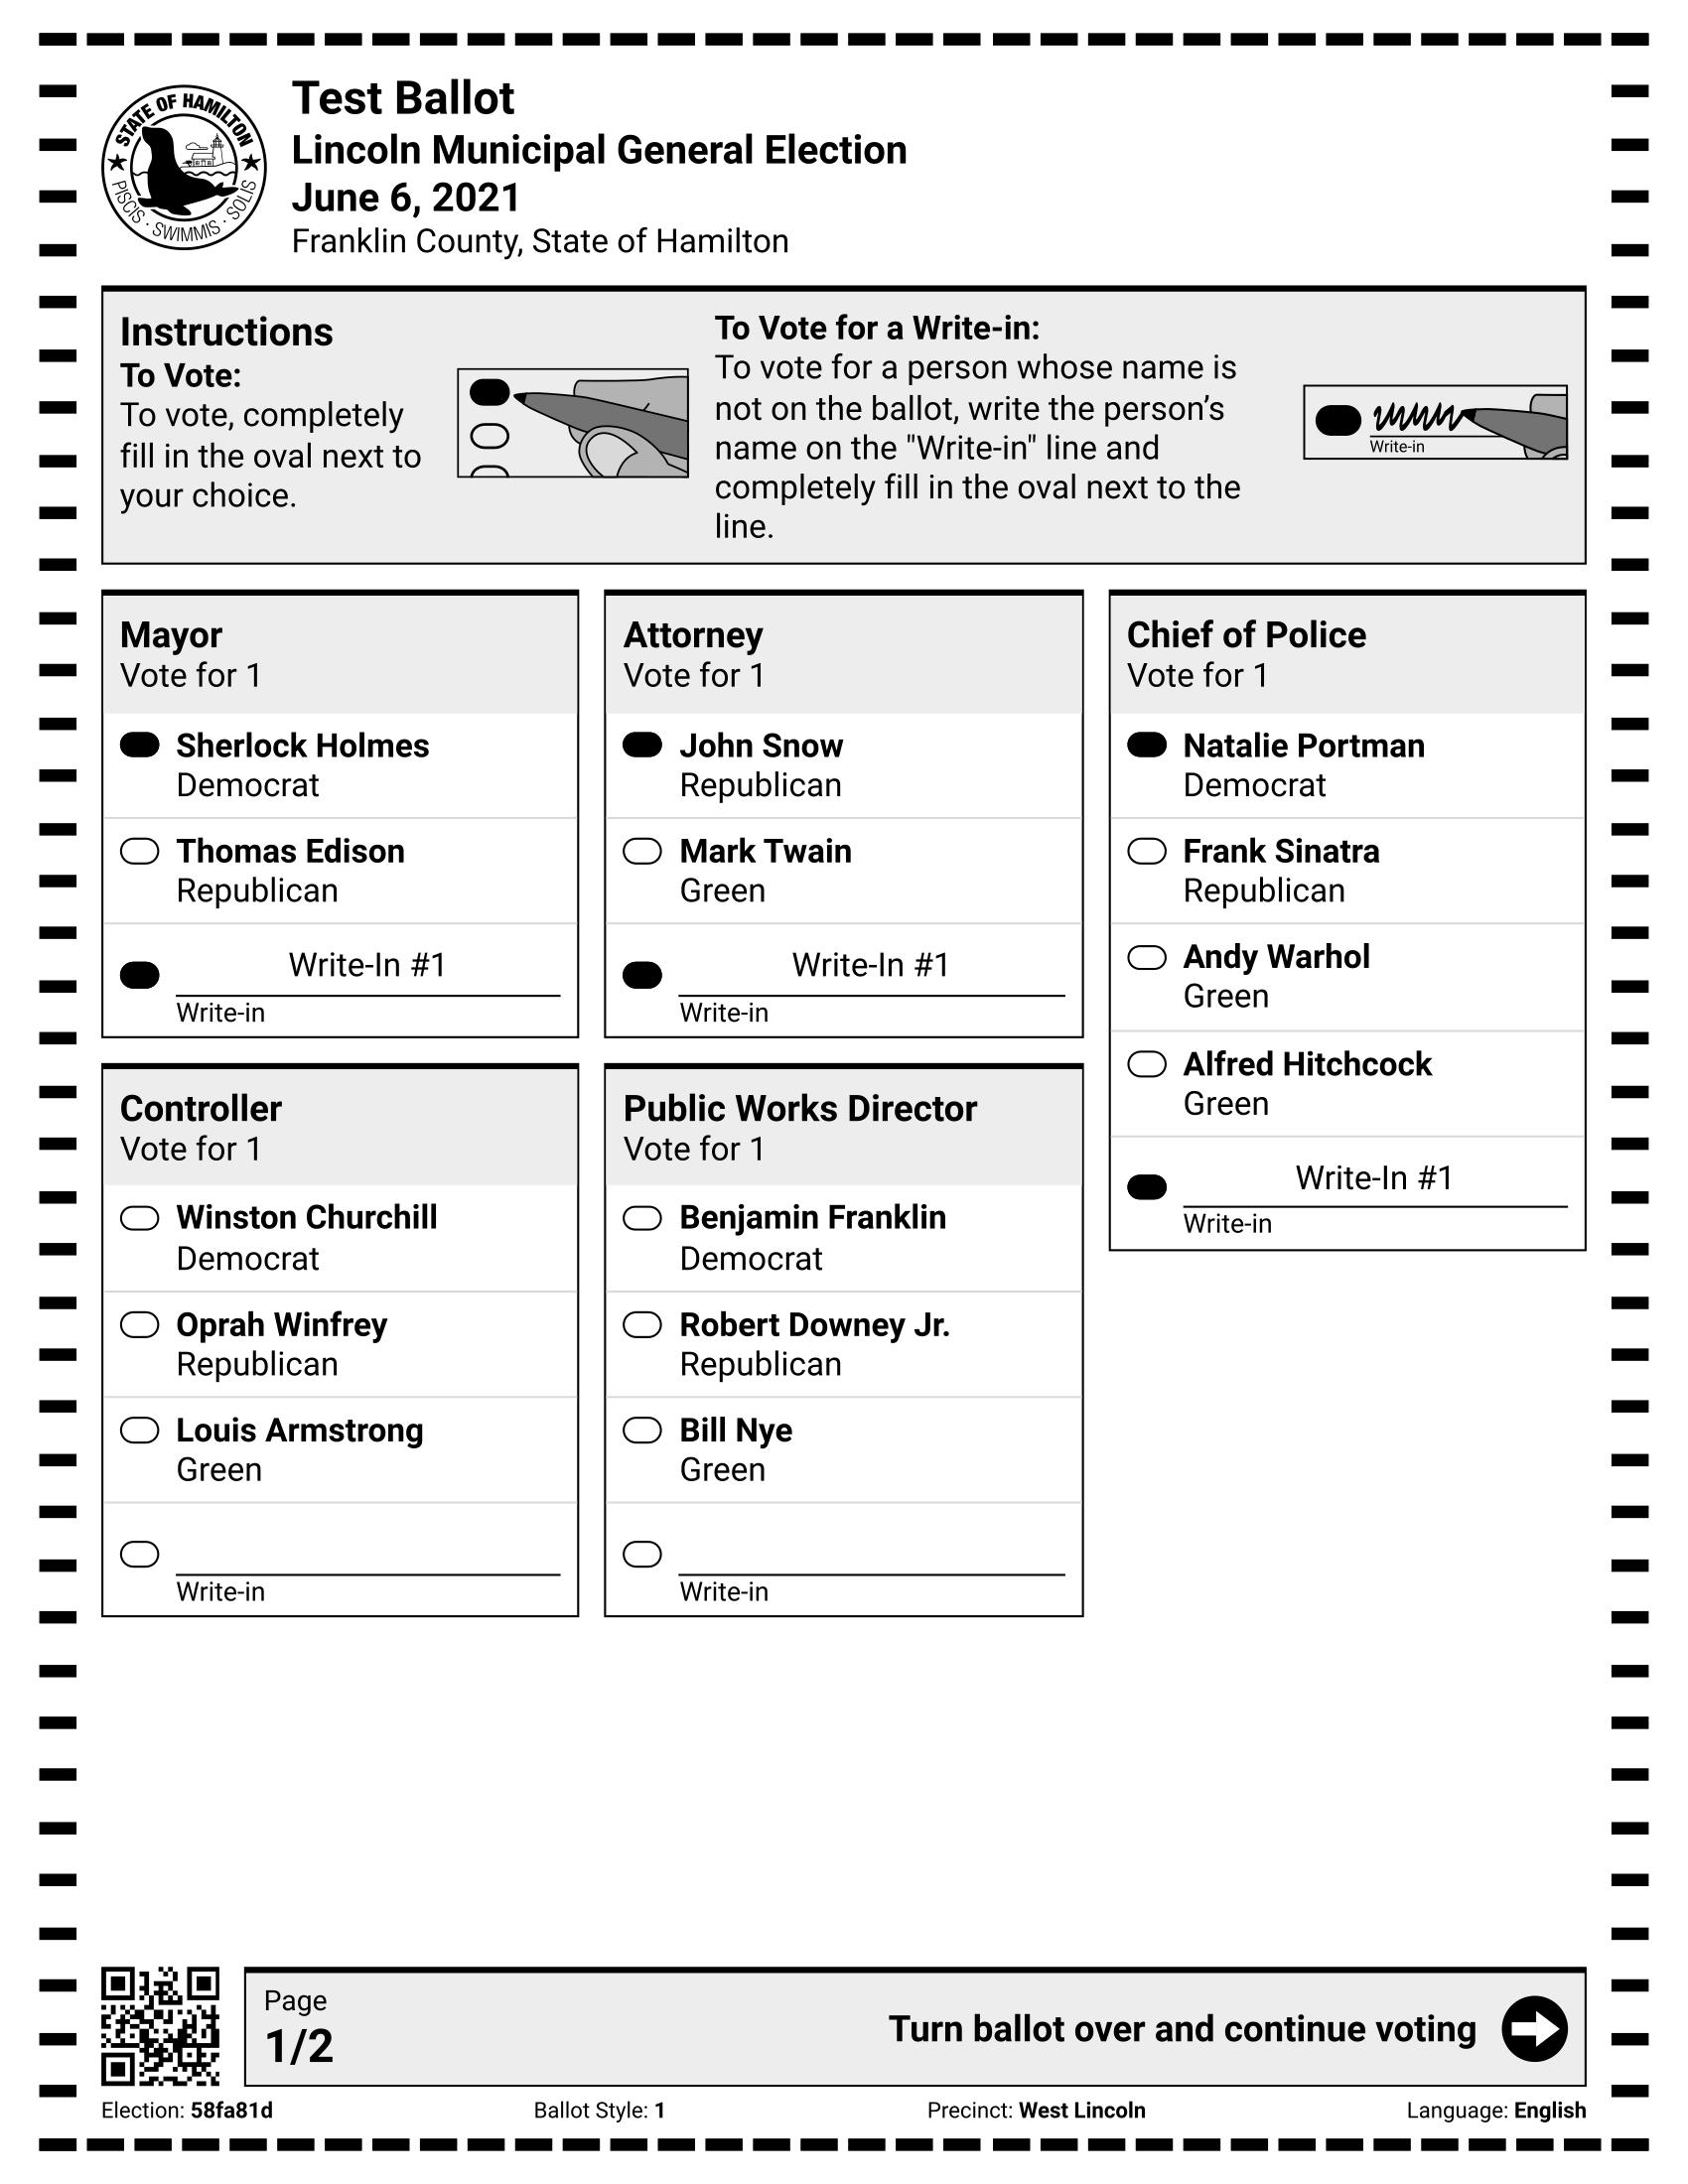 STATE OF HAMILTON
PISCIS · SWIMMIS · SOLIS
Test Ballot
Lincoln Municipal General Election
June 6, 2021
Franklin County, State of Hamilton
Instructions
To Vote:
To vote, completely
fill in the oval next to
your choice.
To Vote for a Write-in:
To vote for a person whose name is
not on the ballot, write the person’s
name on the "Write-in" line and
completely fill in the oval next to the
line.
Write-in
Mayor
Vote for 1
Sherlock Holmes
Democrat
Thomas Edison
Republican
Write-In #1
Write-in
Controller
Vote for 1
Winston Churchill
Democrat
Oprah Winfrey
Republican
Louis Armstrong
Green
Write-in
Attorney
Vote for 1
John Snow
Republican
Mark Twain
Green
Write-In #1
Write-in
Public Works Director
Vote for 1
Benjamin Franklin
Democrat
Robert Downey Jr.
Republican
Bill Nye
Green
Write-in
Chief of Police
Vote for 1
Natalie Portman
Democrat
Frank Sinatra
Republican
Andy Warhol
Green
Alfred Hitchcock
Green
Write-In #1
Write-in
Page
1/2
Turn ballot over and continue voting
Election: 58fa81d Ballot Style: 1 Precinct: West Lincoln Language: English